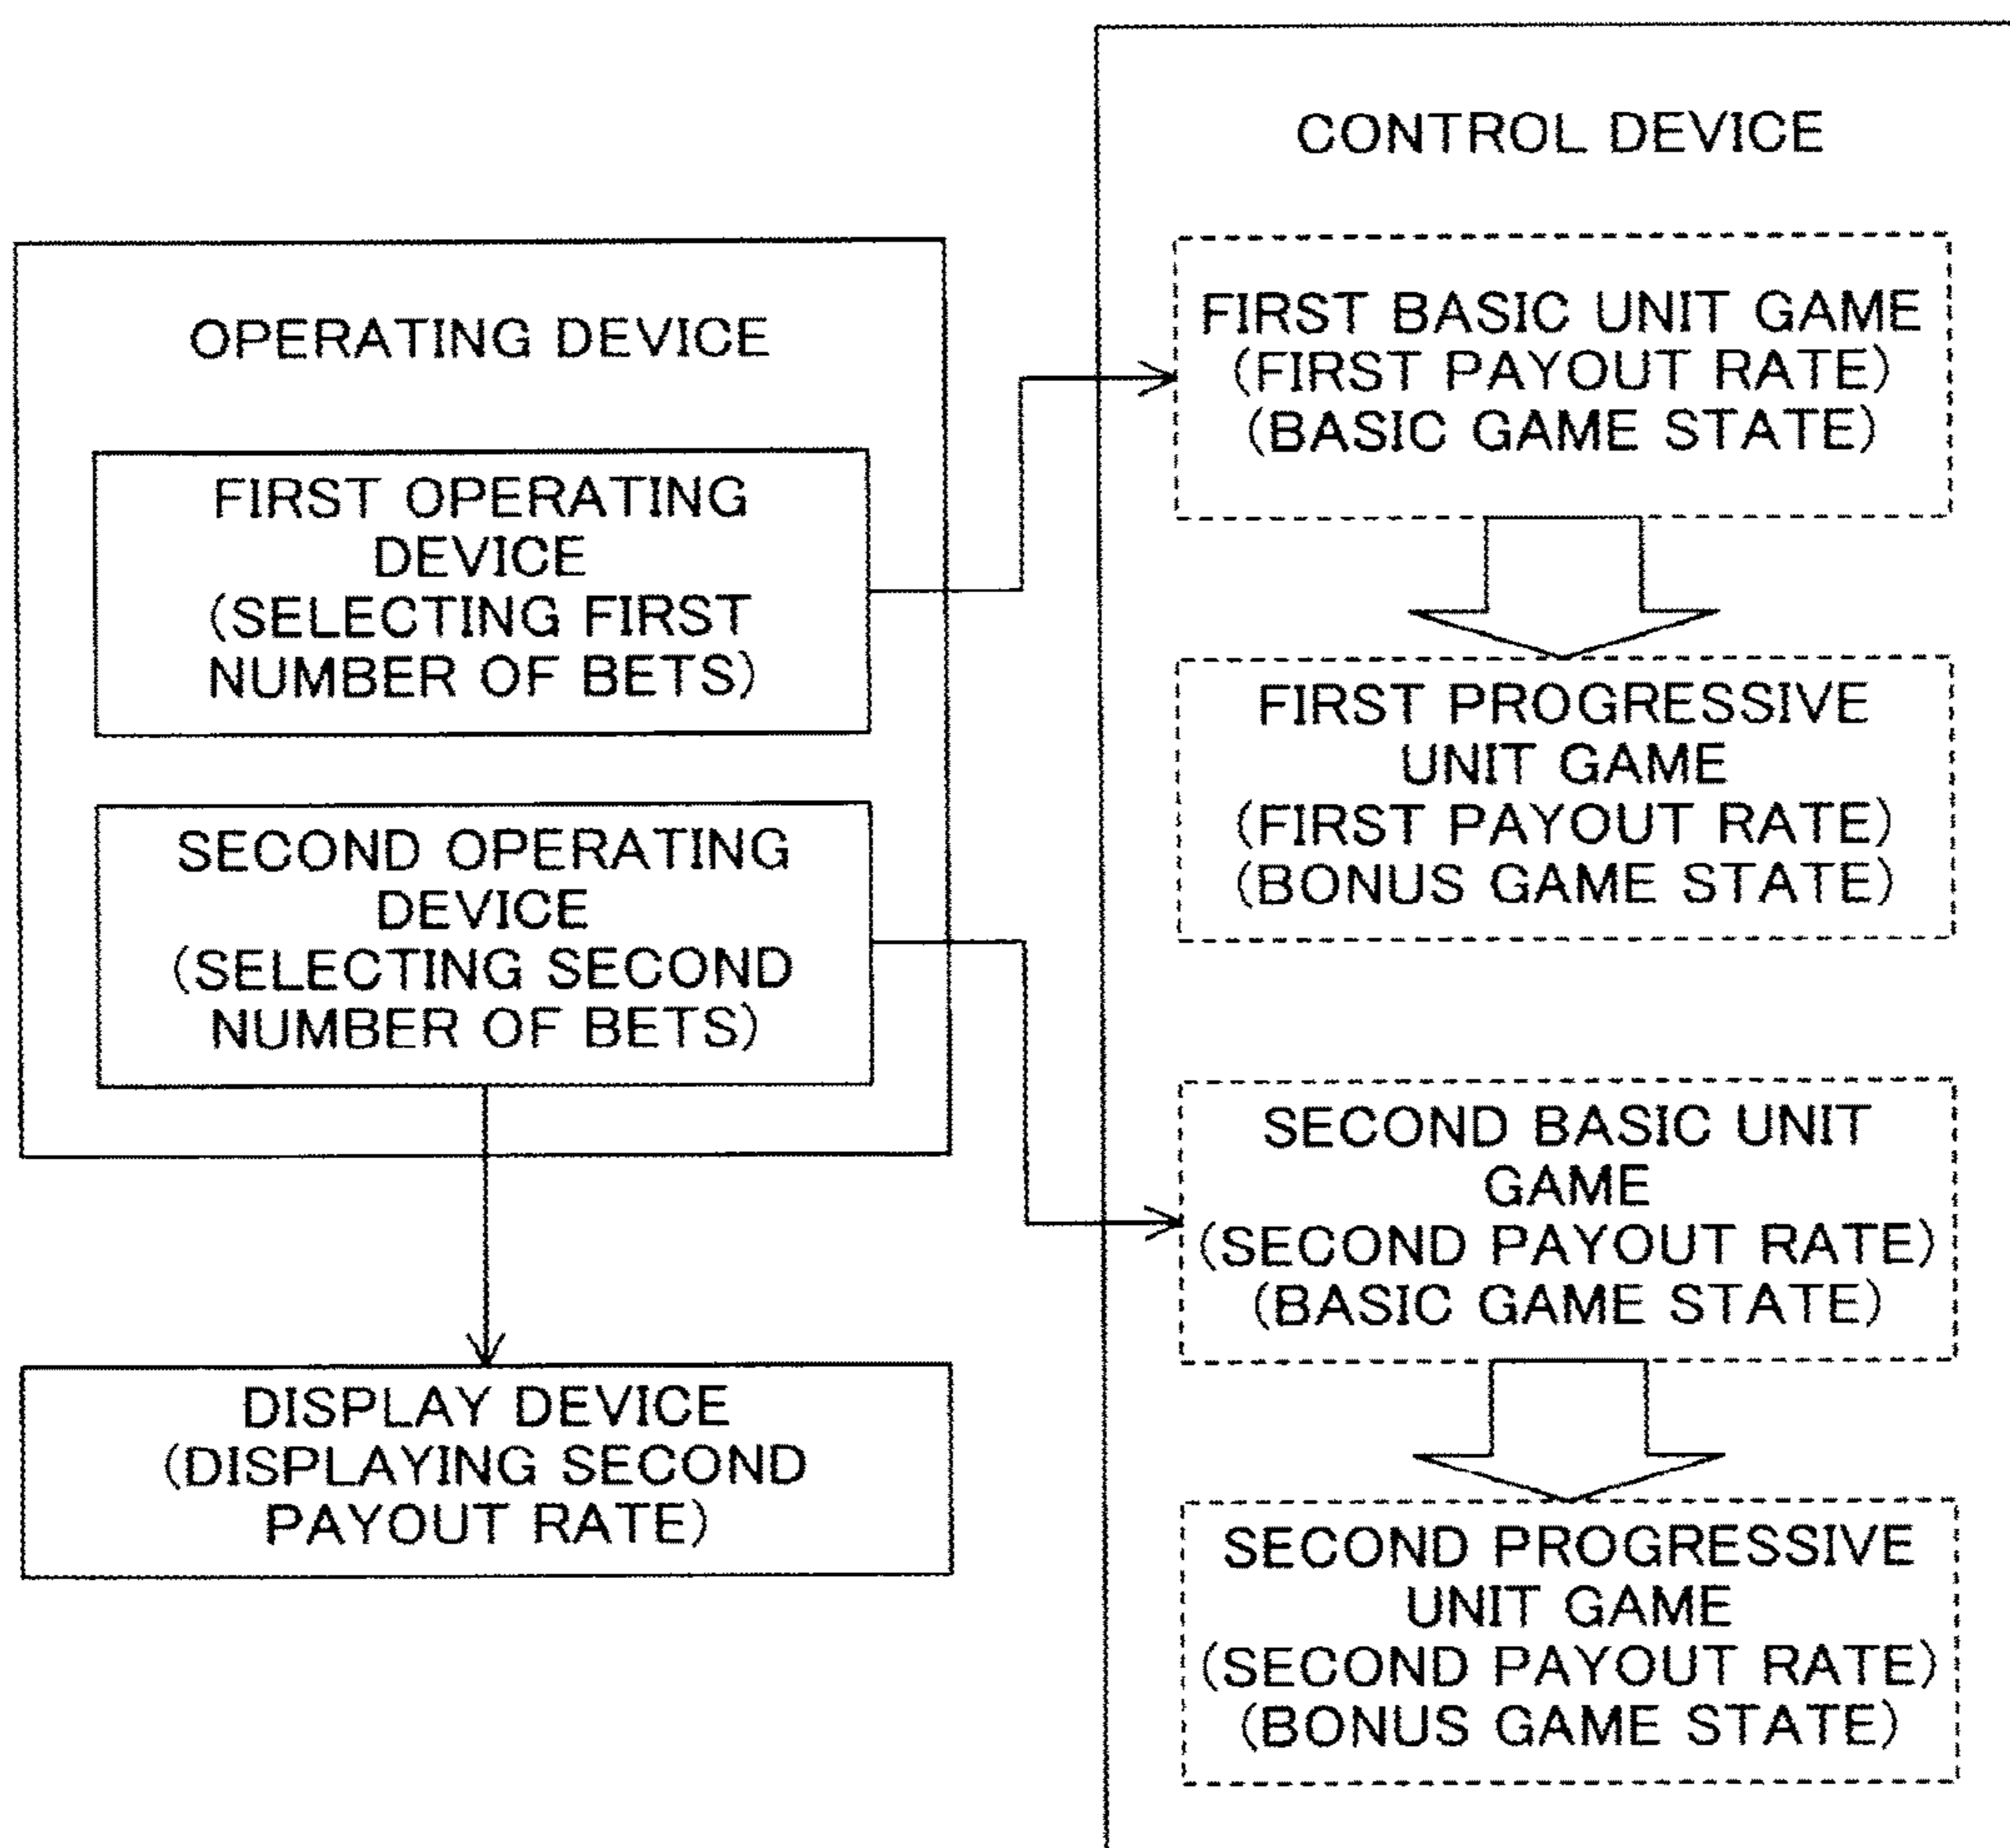 CONTROL DEVICE
OPERATING DEVICE
FIRST OPERATING
DEVICE
(SELECTING FIRST
NUMBER OF BETS)
SECOND OPERATING
DEVICE
(SELECTING SECOND
NUMBER OF BETS)
DISPLAY DEVICE
(DISPLAYING SECOND
PAYOUT RATE)
FIRST BASIC UNIT GAME
(FIRST PAYOUT RATE)
(BASIC GAME STATE)
FIRST PROGRESSIVE
UNIT GAME
(FIRST PAYOUT RATE)
(BONUS GAME STATE)
SECOND BASIC UNIT
GAME
(SECOND PAYOUT RATE)
(BASIC GAME STATE)
SECOND PROGRESSIVE
UNIT GAME
(SECOND PAYOUT RATE)
(BONUS GAME STATE)